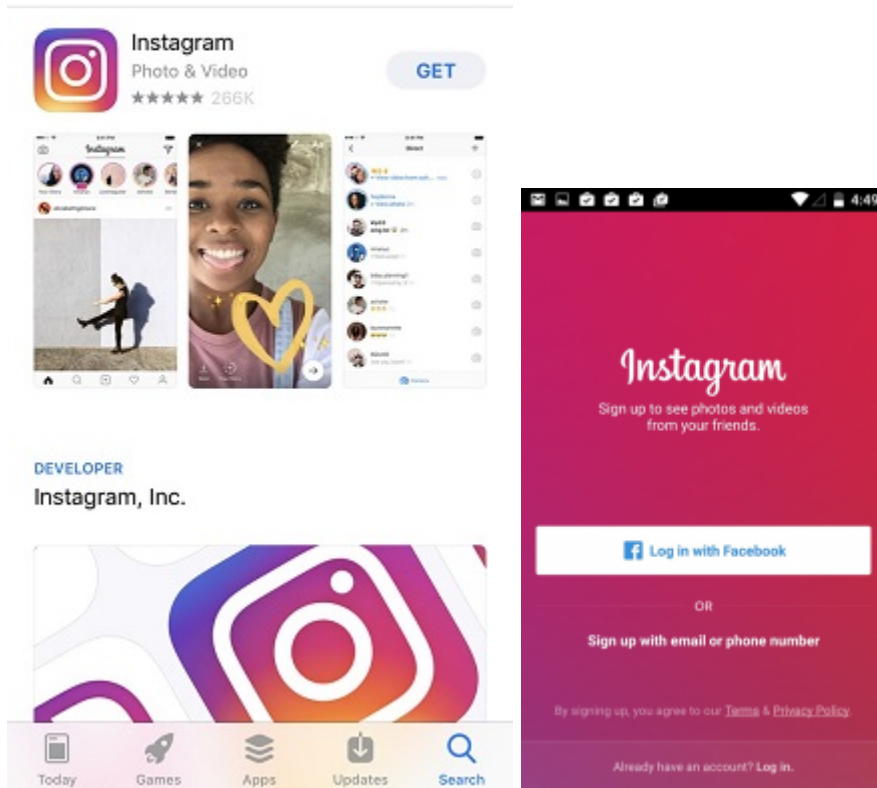 Instagram
Photo & Video
266K
GET
Instagram
Direct
DEVELOPER
Instagram, Inc.
Today
Games
Apps
Updates
Search
4:49
Instagram
Sign up to see photos and videos
from your friends.
Log in with Facebook
OR
Sign up with email or phone number
By signing up, you agree to our Terms & Privacy Policy.
Already have an account? Log in.